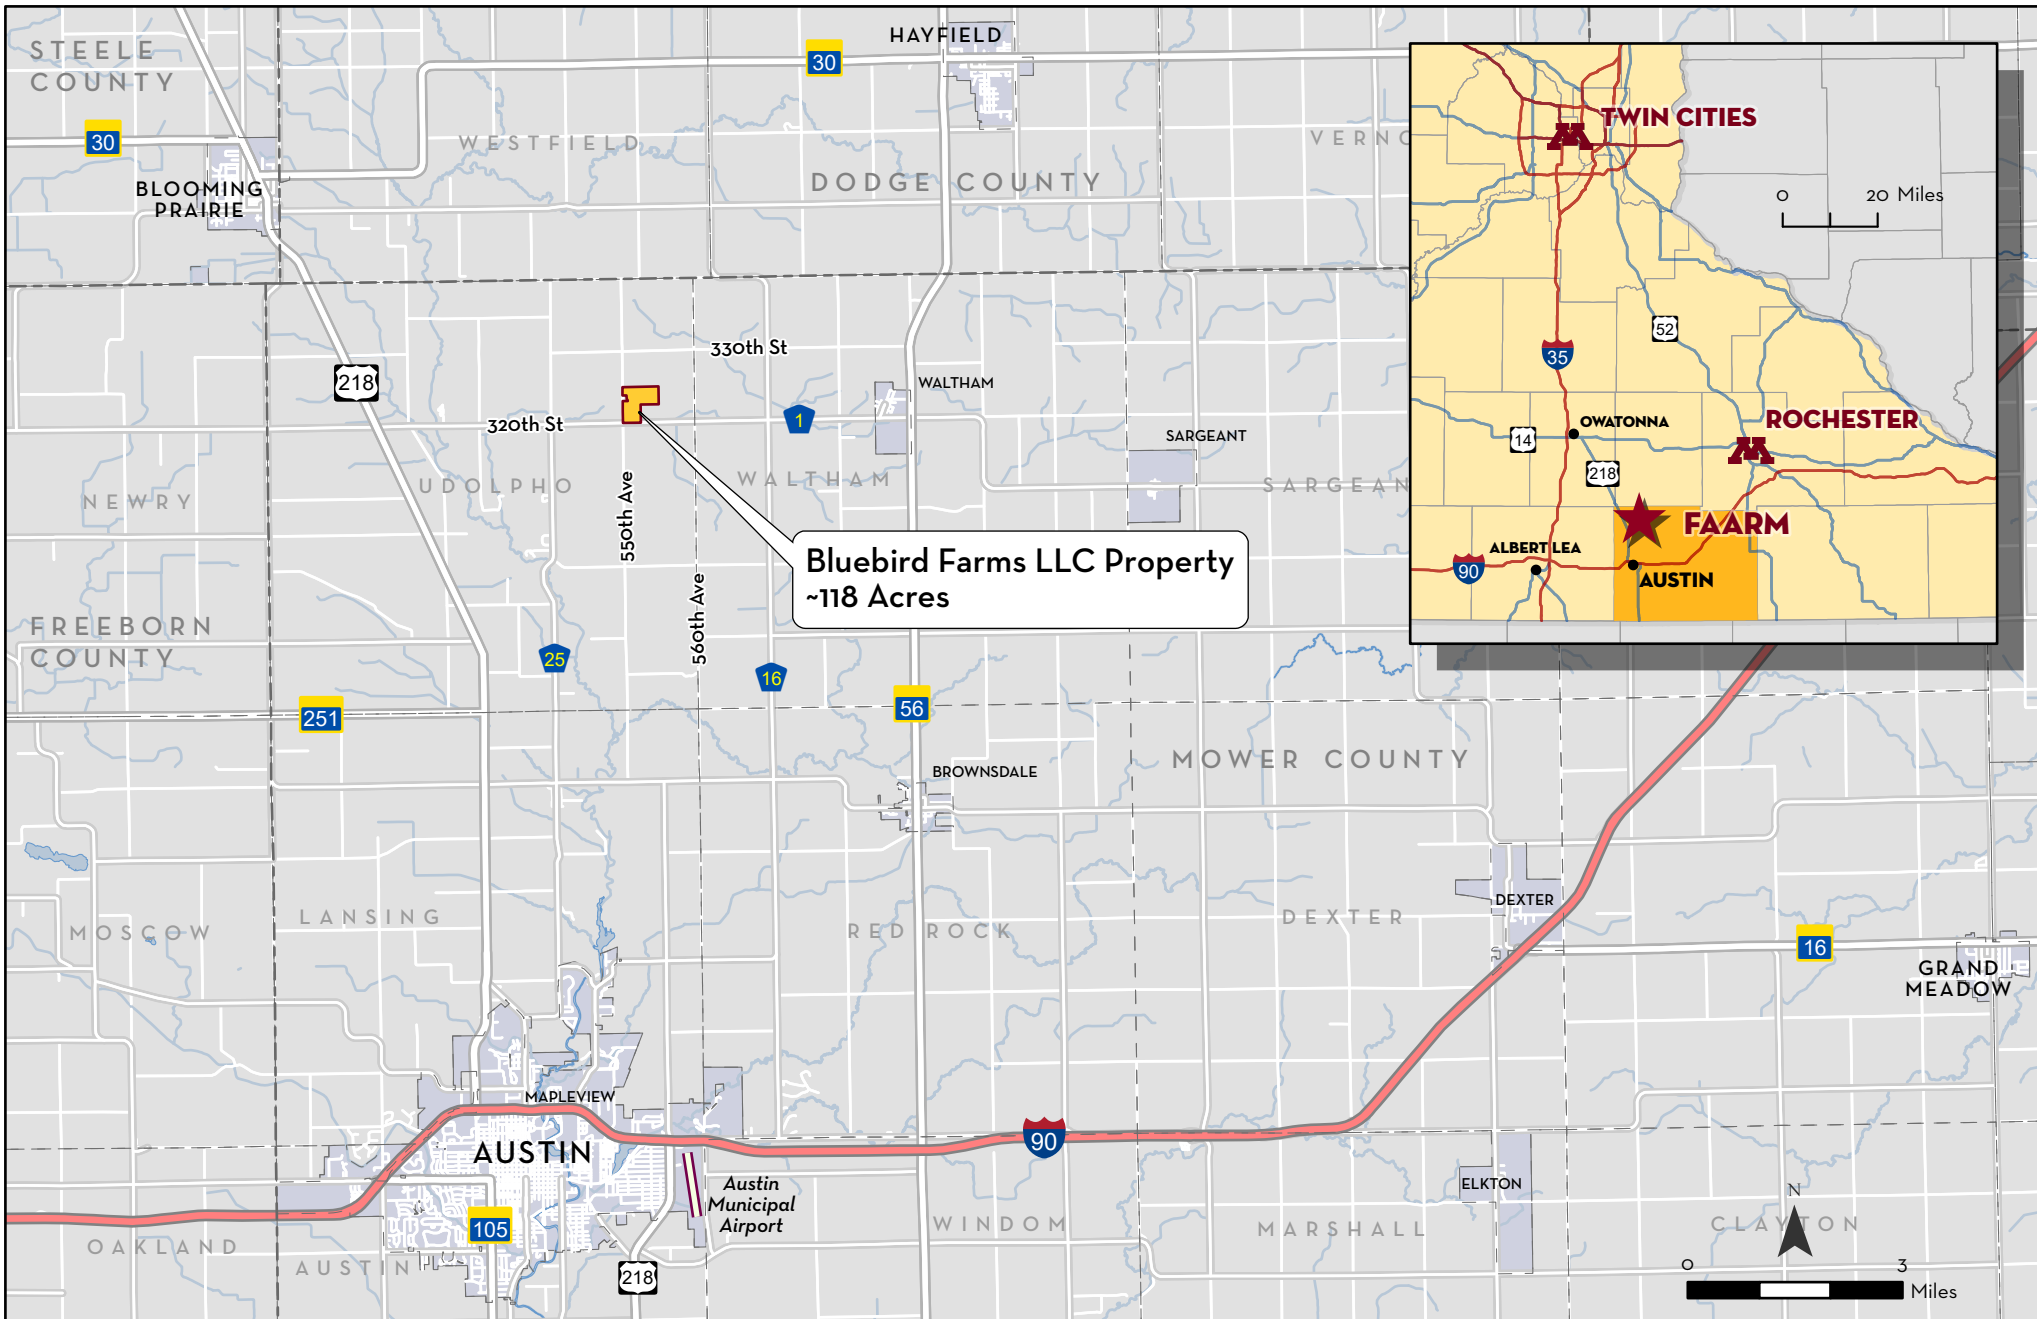 STEELE
COUNTY
HAYFIELD
30
30
WESTFIELD
VERNO
BLOOMING
PRAIRIE
DODGE COUNTY
218
330th St
WALTHAM
320th St
1
SARGEANT
NEWRY
UDOLPHO
WALTHAM
SARGEAN
550th Ave
560th Ave
Bluebird Farms LLC Property
~118 Acres
FREEBORN
COUNTY
25
16
251
56
MOWER COUNTY
BROWNSDALE
DEXTER
MOSCOW
LANSING
RED ROCK
DEXTER
16
GRAND
MEADOW
MAPLEVIEW
AUSTIN
90
Austin
Municipal
Airport
ELKTON
105
OAKLAND
AUSTIN
WINDOM
MARSHALL
CLAYTON
218
N
0 3
Miles
TWIN CITIES
0 20 Miles
52
35
OWATONNA
ROCHESTER
14
218
FAARM
ALBERT LEA
90
AUSTIN